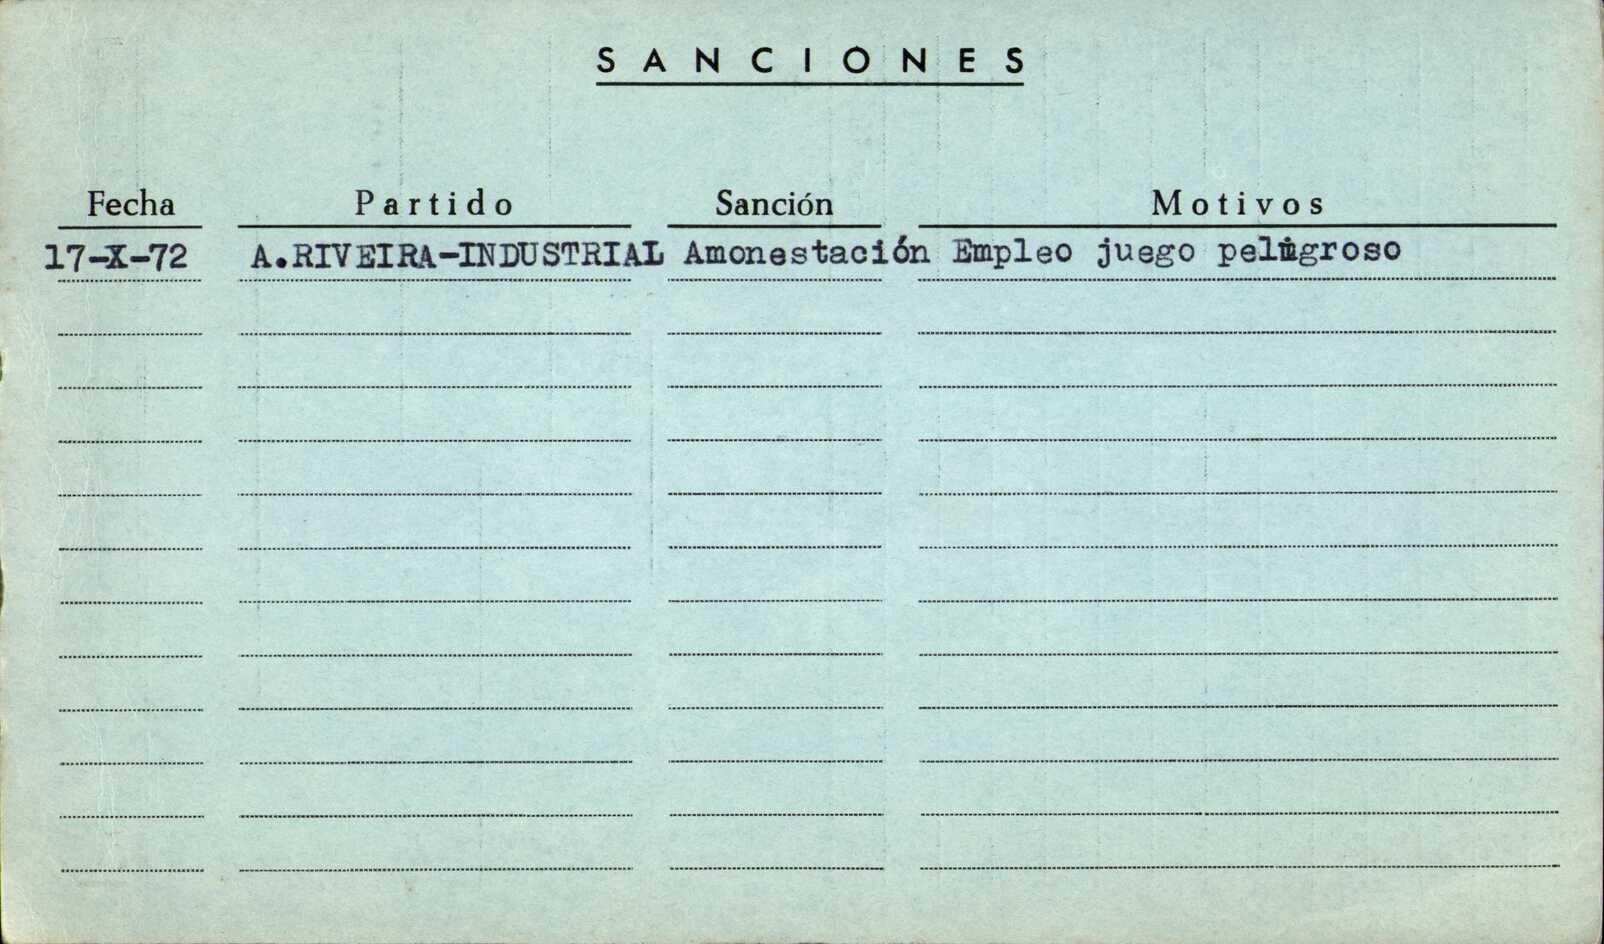 SANCIONES
Fecha Partido Sanción Motivos
17-X-72 A.RIVEIRA-INDUSTRIAL Amonestación Empleo juego peligroso